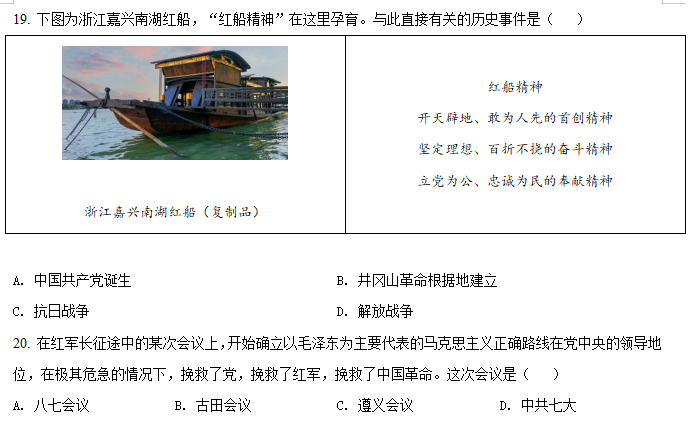 19. 下图为浙江嘉兴南湖红船，“红船精神”在这里孕育。与此直接有关的历史事件是（ ）
浙江嘉兴南湖红船（复制品）
红船精神
开天辟地、敢为人先的首创精神
坚定理想、百折不挠的奋斗精神
立党为公、忠诚为民的奉献精神
A. 中国共产党诞生 B. 井冈山革命根据地建立
C. 抗日战争 D. 解放战争
20. 在红军长征途中的某次会议上，开始确立以毛泽东为主要代表的马克思主义正确路线在党中央的领导地
位，在极其危急的情况下，挽救了党，挽救了红军，挽救了中国革命。这次会议是（ ）
A. 八七会议 B. 古田会议 C. 遵义会议 D. 中共七大